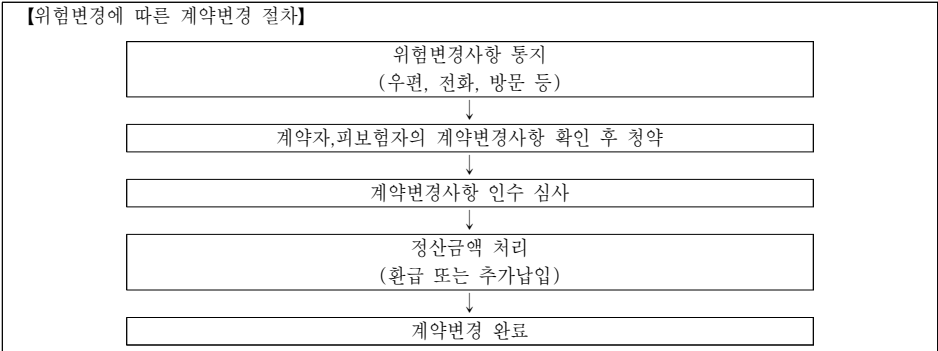 【위험변경에 따른 계약변경 절차】
위험변경사항 통지
(우편, 전화, 방문 등)
↓
계약자,피보험자의 계약변경사항 확인 후 청약
↓
계약변경사항 인수 심사
↓
정산금액 처리
(환급 또는 추가납입)
↓
계약변경 완료